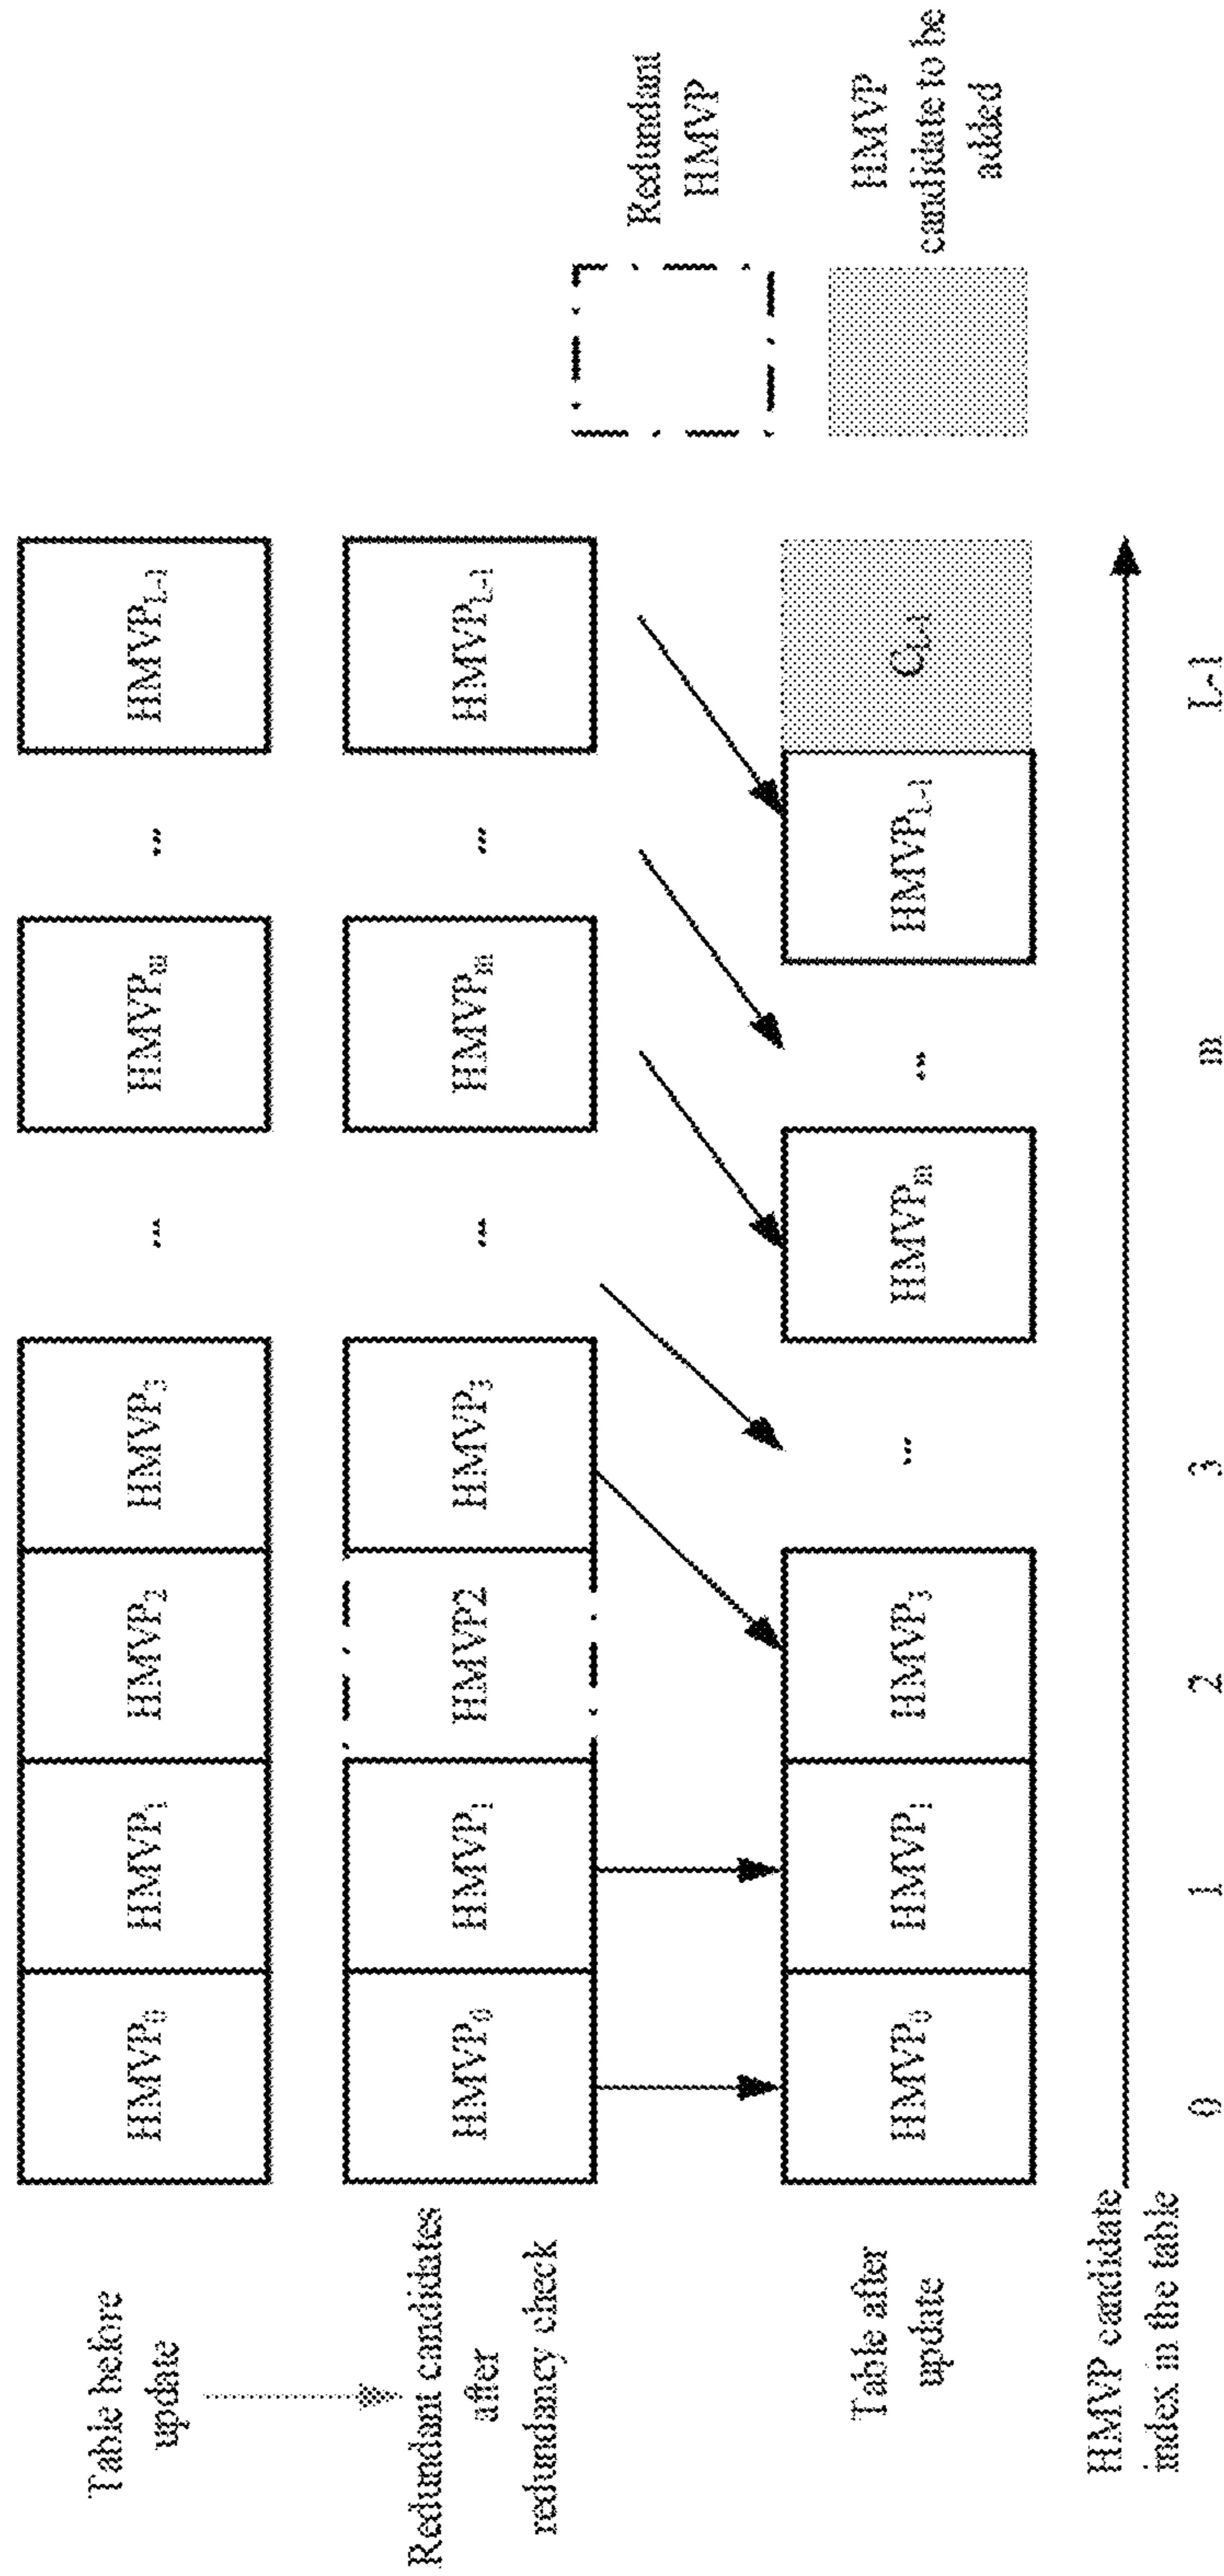 Table before
update
HMVP0
HMVP1
HMVP2
HMVP3
...
HMVPm
...
HMVPL-1
Redundant candidates
after
redundancy check
HMVP0
HMVP1
HMVP2
HMVP3
...
HMVPm
...
HMVPL-1
Redundant
HMVP
Table after
update
HMVP0
HMVP1
HMVP3
...
HMVPm
...
HMVPL-1
CL-1
HMVP
candidate to be
added
HMVP candidate
index in the table
0
1
2
3
m
L-1